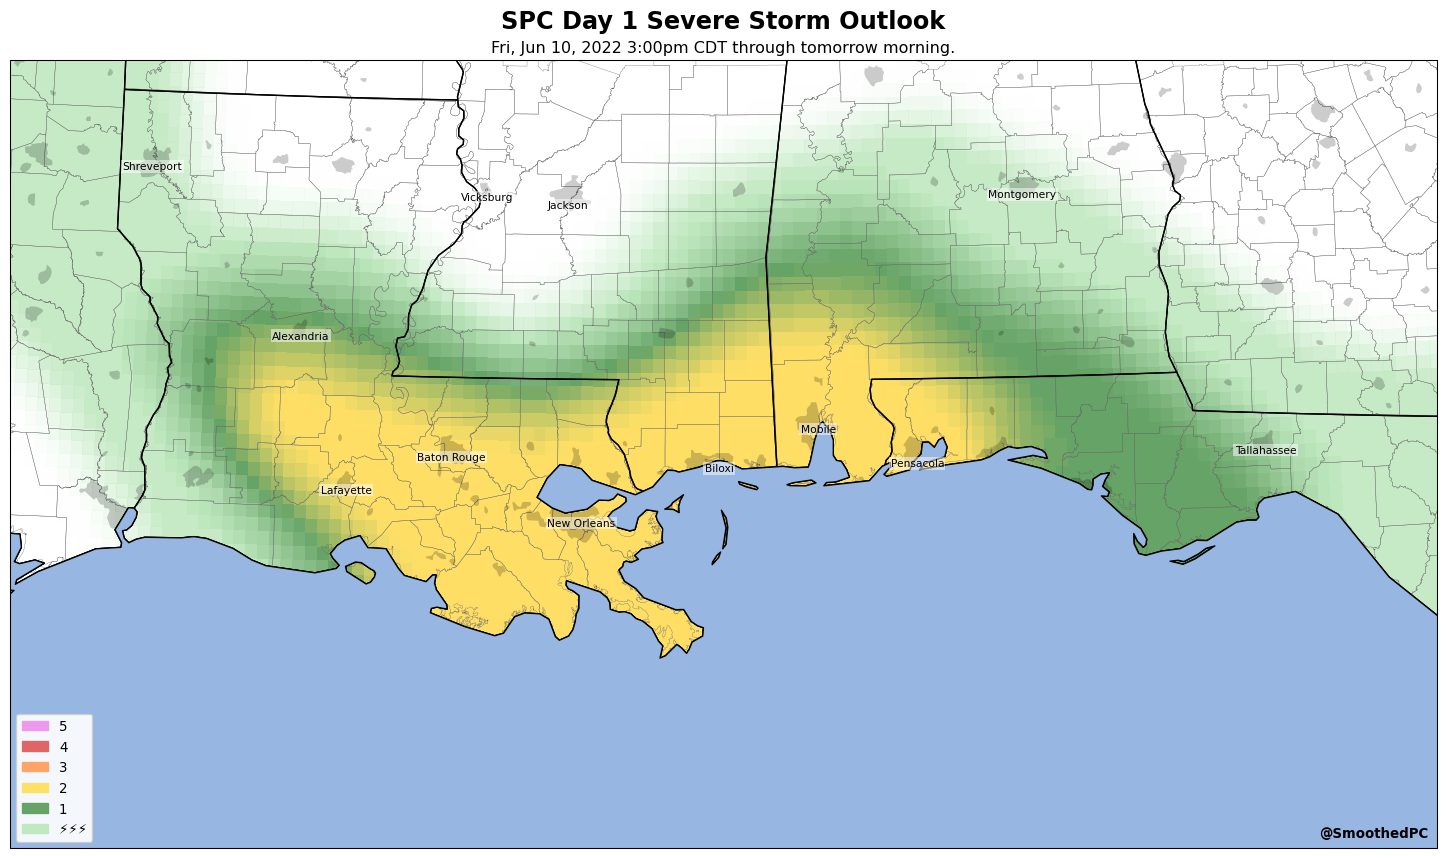 SPC Day 1 Severe Storm Outlook
Fri, Jun 10, 2022 3:00pm CDT through tomorrow morning.
Shreveport
Vicksburg
Jackson
Montgomery
Alexandria
Mobile
Baton Rouge
Tallahassee
Pensacola
Biloxi
Lafayette
New Orleans
5
4
3
2
1
⚡⚡⚡
@SmoothedPC